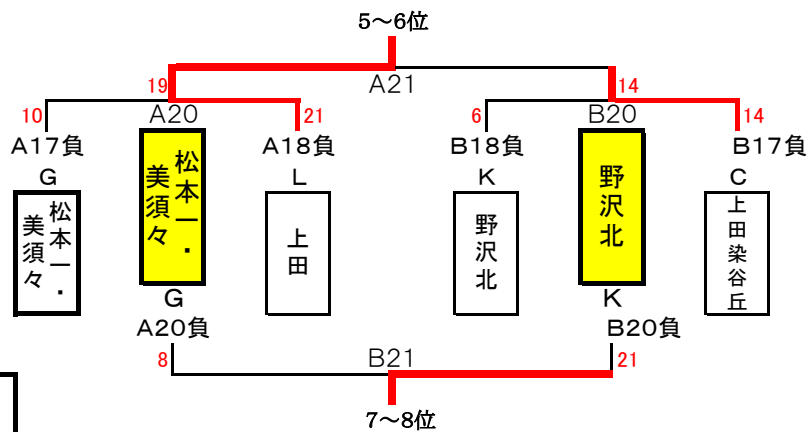 5～6位
19 A21 14
10 A20 21 6 B20 14
A17負 A18負 B18負 B17負
G L K C
松本一・美須々 松本一・美須々 上田 野沢北 野沢北 上田染谷丘
G K
A20負 B20負
8 B21 21
7～8位